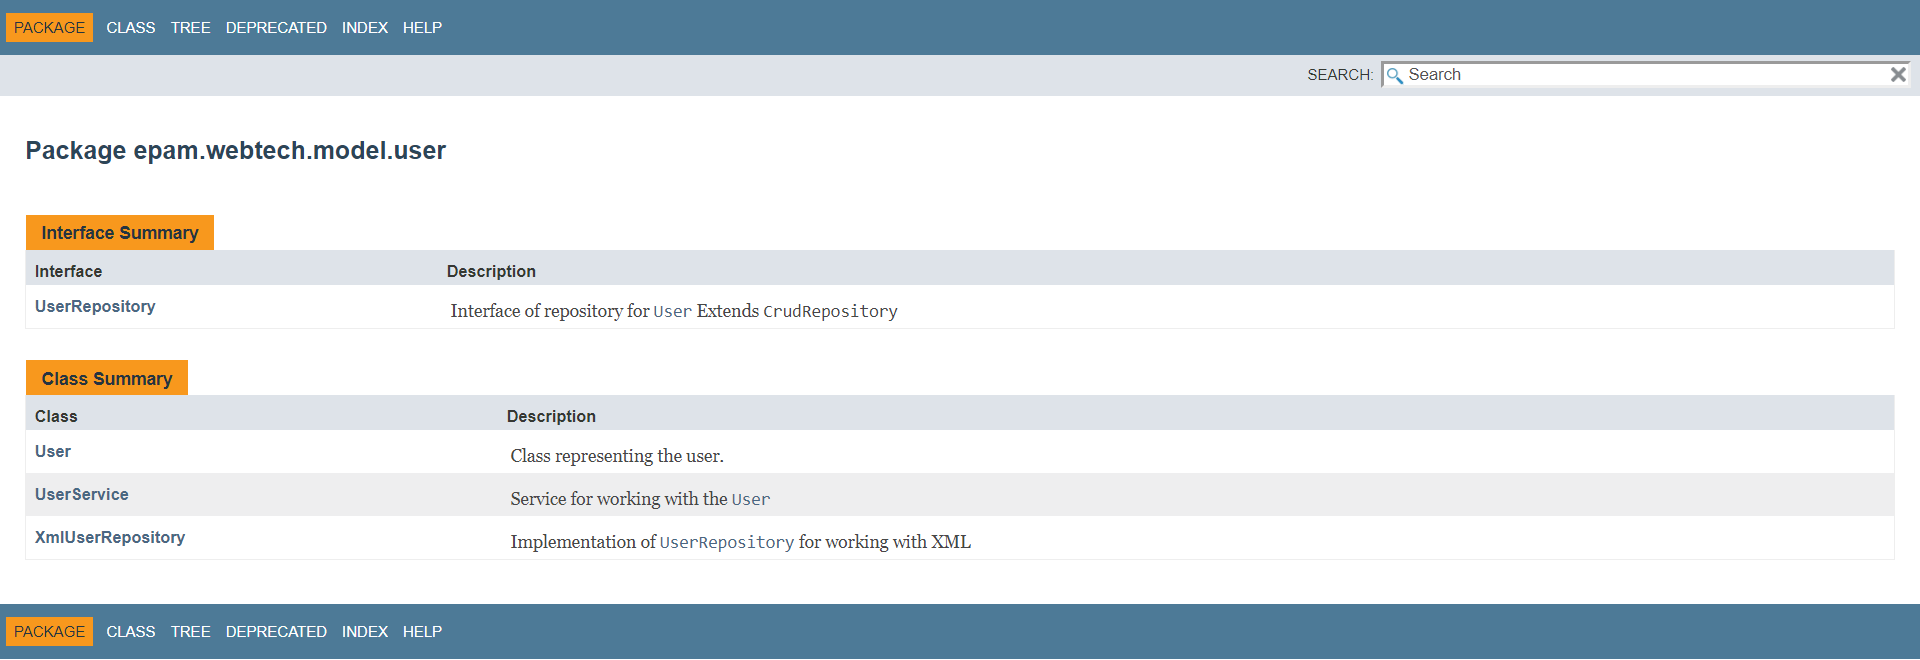 PACKAGE CLASS TREE DEPRECATED INDEX HELP
SEARCH: Search
Package epam.webtech.model.user
Interface Summary
Interface Description
UserRepository Interface of repository for User Extends CrudRepository
Class Summary
Class Description
User Class representing the user.
UserService Service for working with the User
XmlUserRepository Implementation of UserRepository for working with XML
PACKAGE CLASS TREE DEPRECATED INDEX HELP